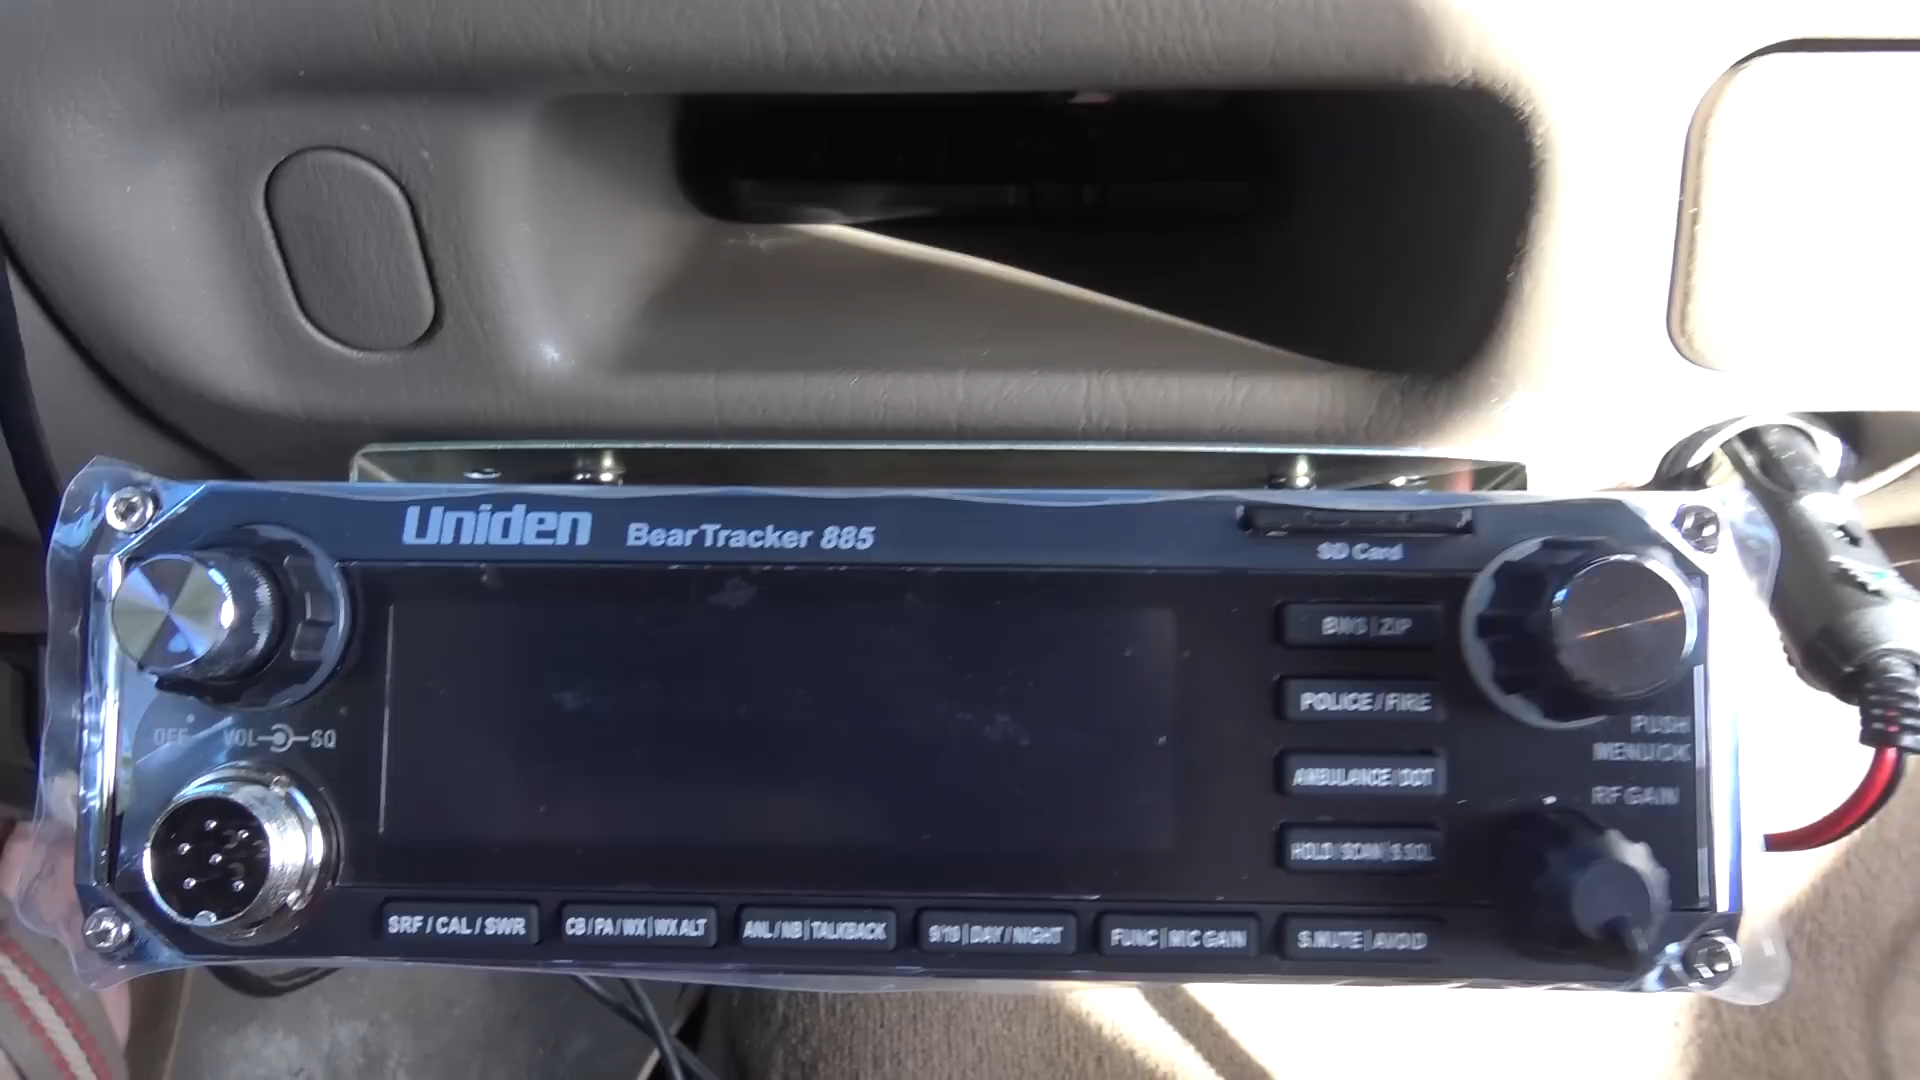 Uniden BearTracker 885
SD Card
BNG|ZIP
POLICE/FIRE
AMBULANCE/DOT
HOLD/SCAN|S.SQL
OFF VOL SQ
PUSH
MENU/CK
RF GAIN
SRF/CAL/SWR
CB/PA/WX|WX ALT
ANL/NB|TALKBACK
9/19|DAY/NIGHT
FUNC|MIC GAIN
S.MUTE|AVOID